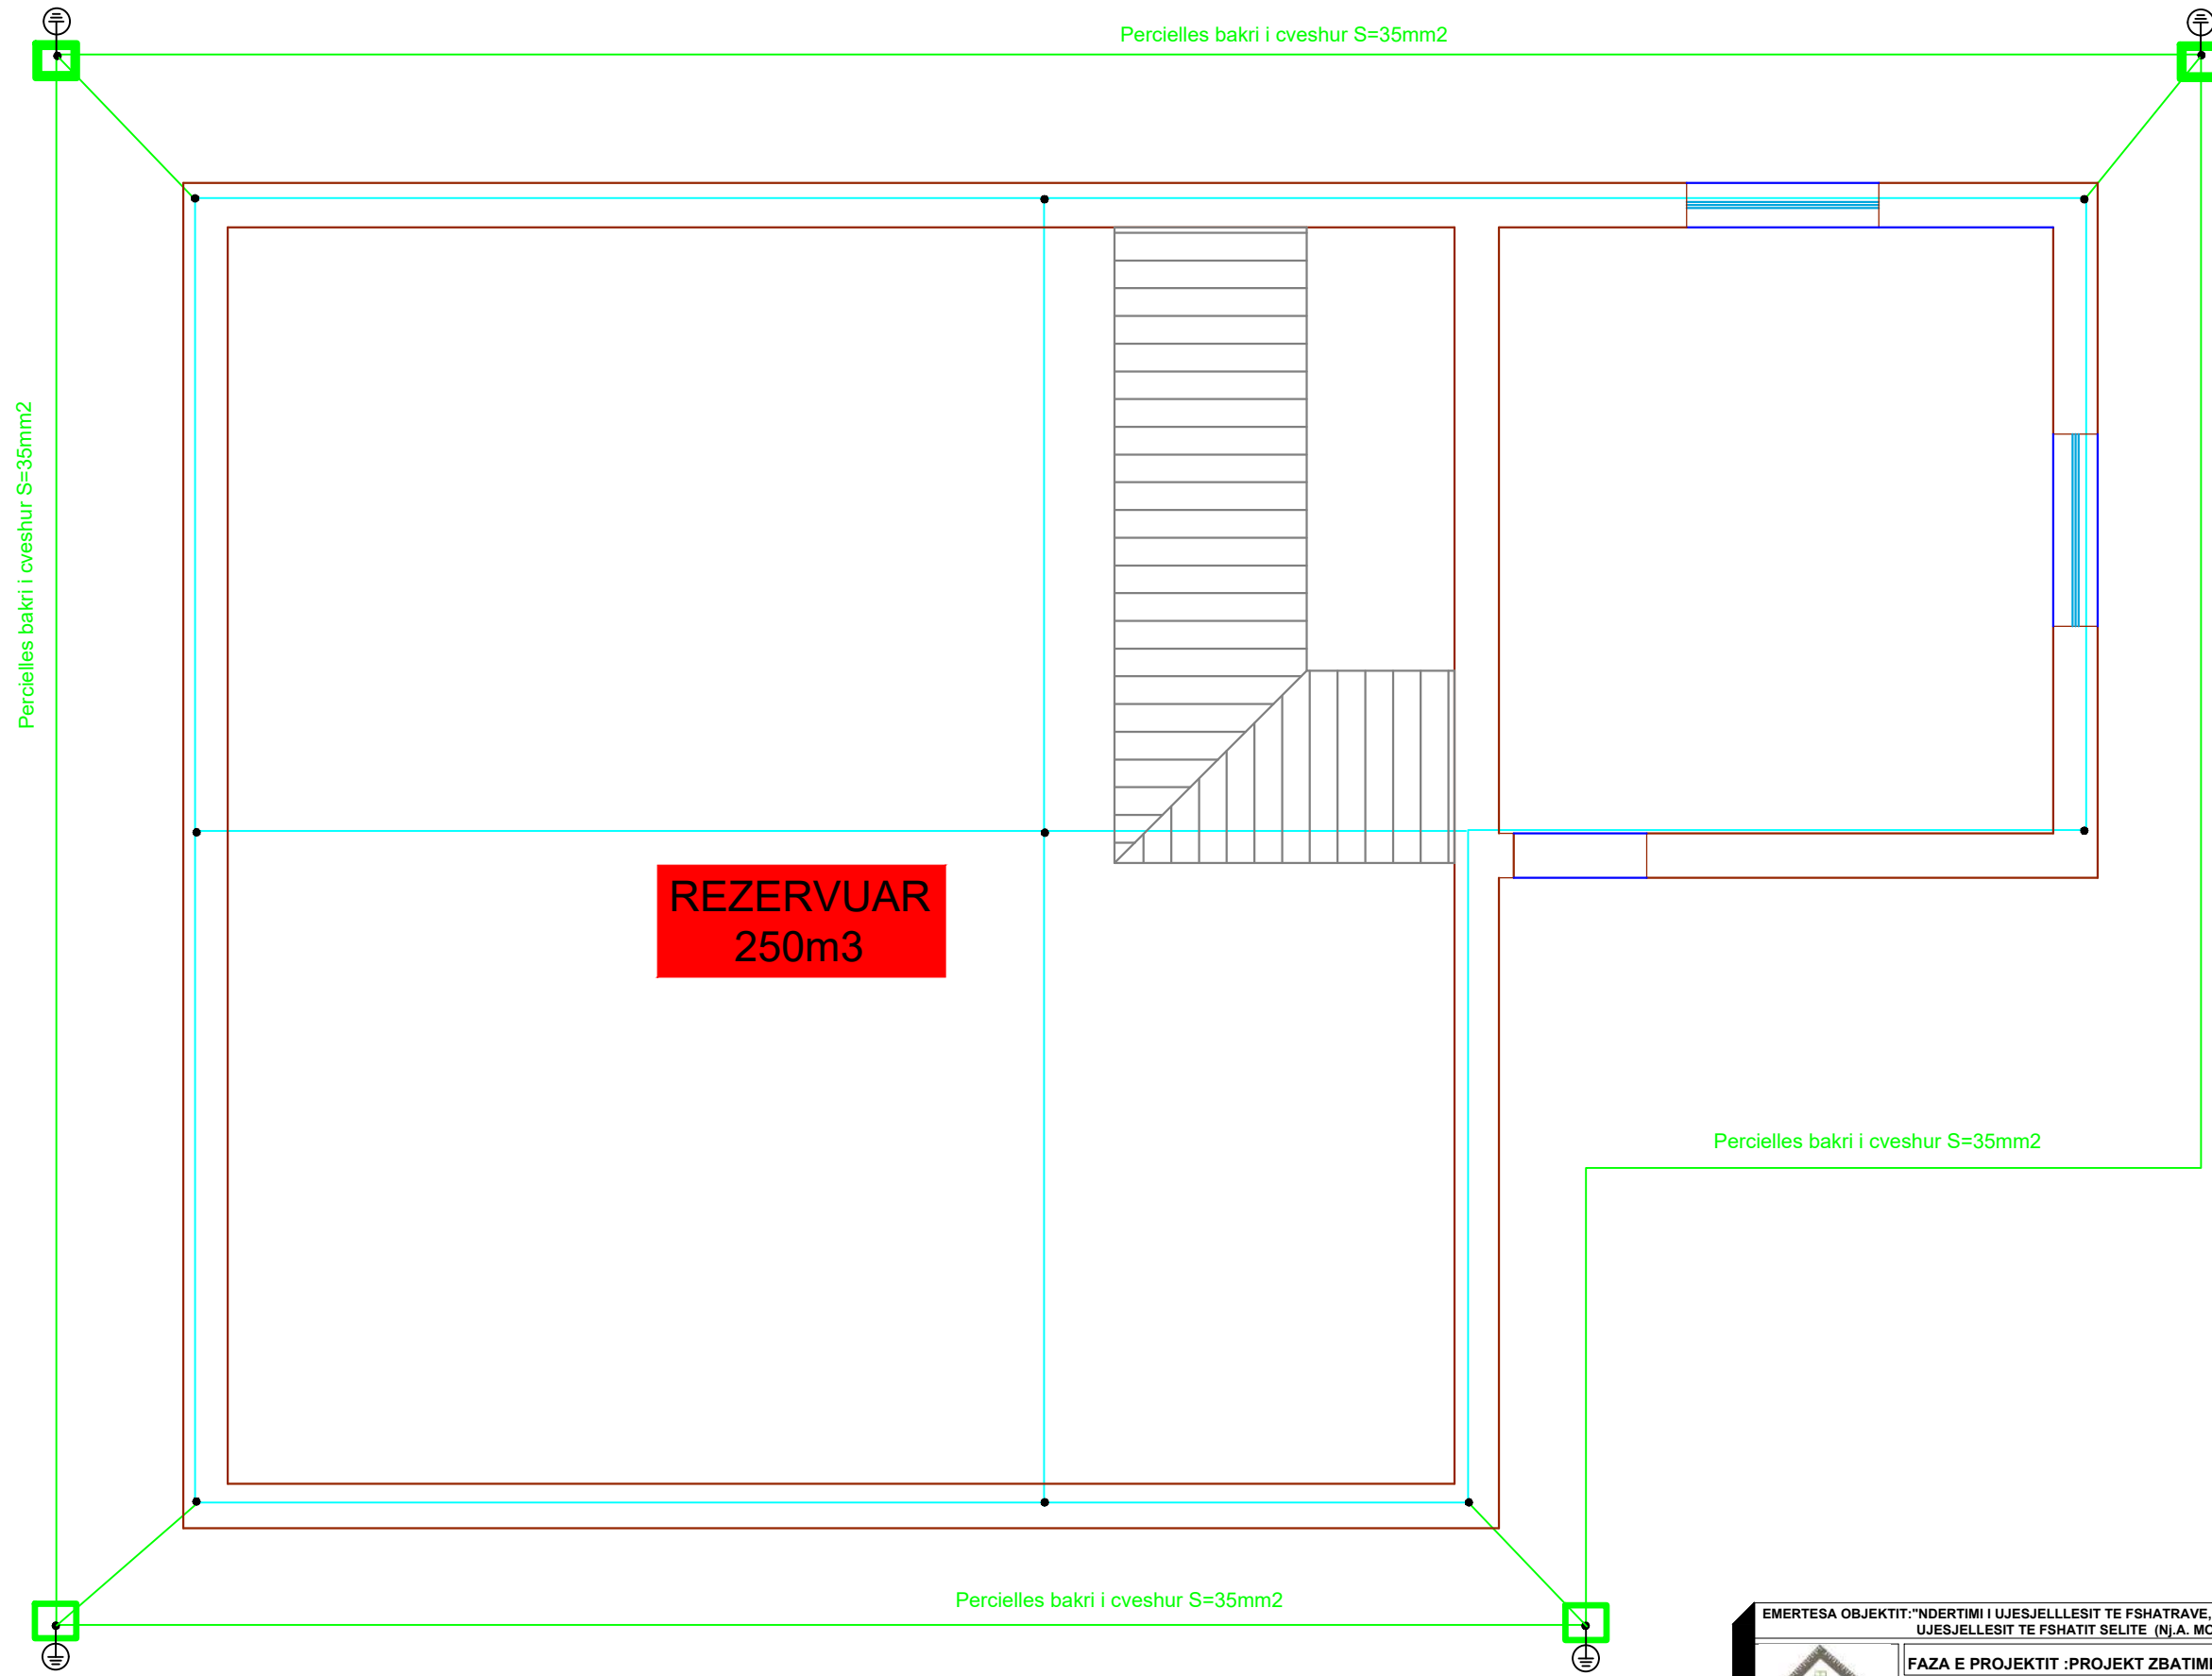 Percielles bakri i cveshur S=35mm2
Percielles bakri i cveshur S=35mm2
REZERVUAR
250m3
Percielles bakri i cveshur S=35mm2
Percielles bakri i cveshur S=35mm2
EMERTESA OBJEKTIT:"NDERTIMI I UJESJELLLESIT TE FSHATRAVE,
UJESJELLESIT TE FSHATIT SELITE (Nj.A.
FAZA E PROJEKTIT :PROJEKT